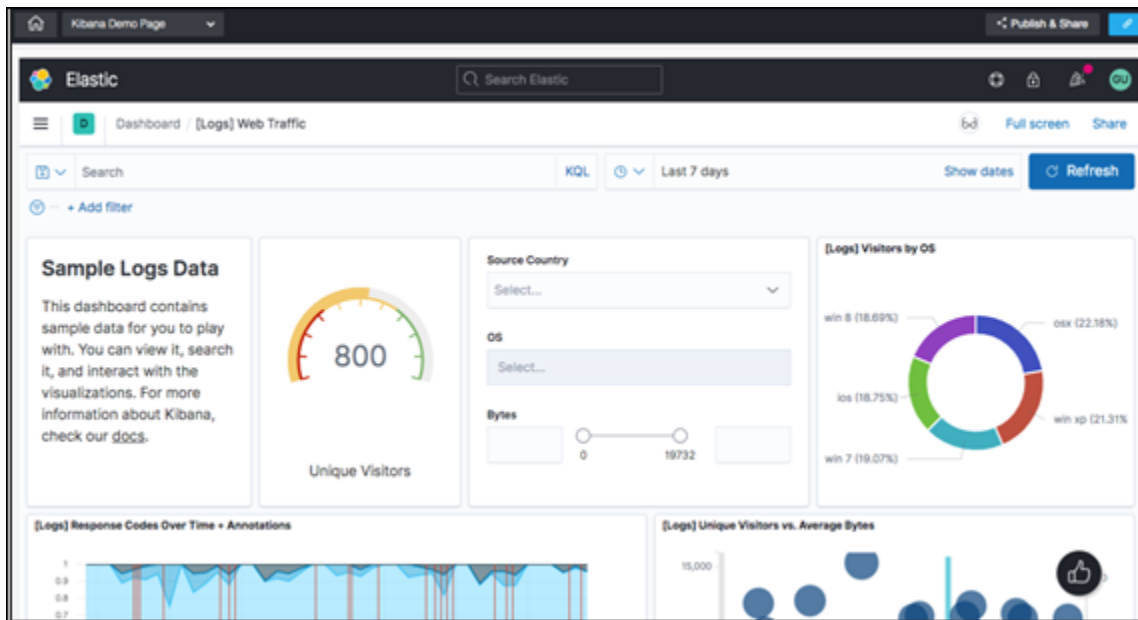 Kibana Demo Page
Publish & Share
Elastic
Search Elastic
GU
D
Dashboard / [Logs] Web Traffic
Full screen
Share
Search
KQL
Last 7 days
Show dates
Refresh
+ Add filter
Sample Logs Data
This dashboard contains
sample data for you to play
with. You can view it, search
it, and interact with the
visualizations. For more
information about Kibana,
check our docs.
800
Unique Visitors
Source Country
Select...
OS
Select...
Bytes
0
19732
[Logs] Visitors by OS
win 8 (18.69%)
osx (22.18%)
ios (18.75%)
win xp (21.31%
win 7 (19.07%)
[Logs] Response Codes Over Time + Annotations
1
0.9
0.8
0.7
[Logs] Unique Visitors vs. Average Bytes
15,000